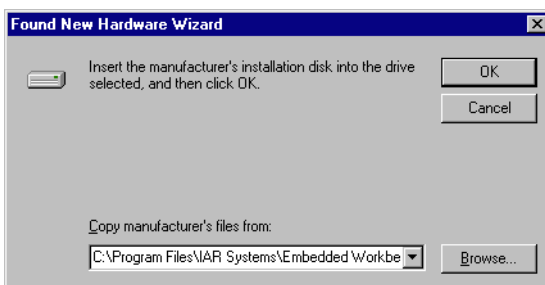 Found New Hardware Wizard
Insert the manufacturer's installation disk into the drive
selected, and then click OK.
OK
Cancel
Copy manufacturer's files from:
C:\Program Files\IAR Systems\Embedded Workbe
Browse...